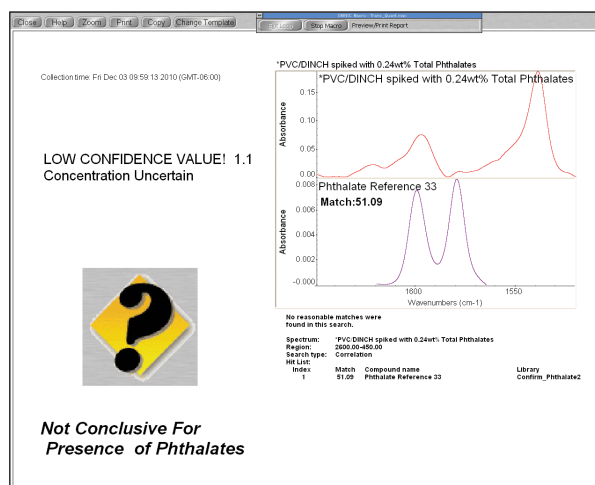 Close Help Zoom Print Copy Change Template
Stop Macro Preview/Print Report
Collection time: Fri Dec 03 09:59:13 2010 (GMT-06:00)
LOW CONFIDENCE VALUE! 1.1
Concentration Uncertain
?
Not Conclusive For
Presence of Phthalates
*PVC/DINCH spiked with 0.24wt% Total Phthalates
*PVC/DINCH spiked with 0.24wt% Total Phthalates
Absorbance
0.15
0.05
0.00
Phthalate Reference 33
Match:51.09
Absorbance
0.008
0.006
0.004
0.002
-0.000
1600 1550
Wavenumbers (cm-1)
No reasonable matches were
found in this search.
Spectrum: *PVC/DINCH spiked with 0.24wt% Total Phthalates
Region: 2600.00-450.00
Search type: Correlation
Hit List:
Index Match Compound name Library
1 51.09 Phthalate Reference 33 Confirm_Phthalate2